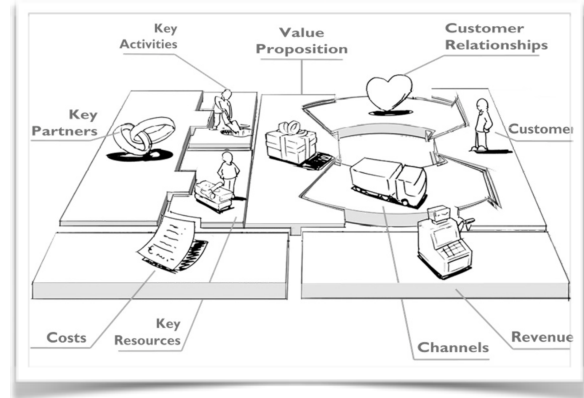 Key
Activities
Value
Proposition
Customer
Relationships
Key
Partners
Customer
Costs
Key
Resources
Channels
Revenue